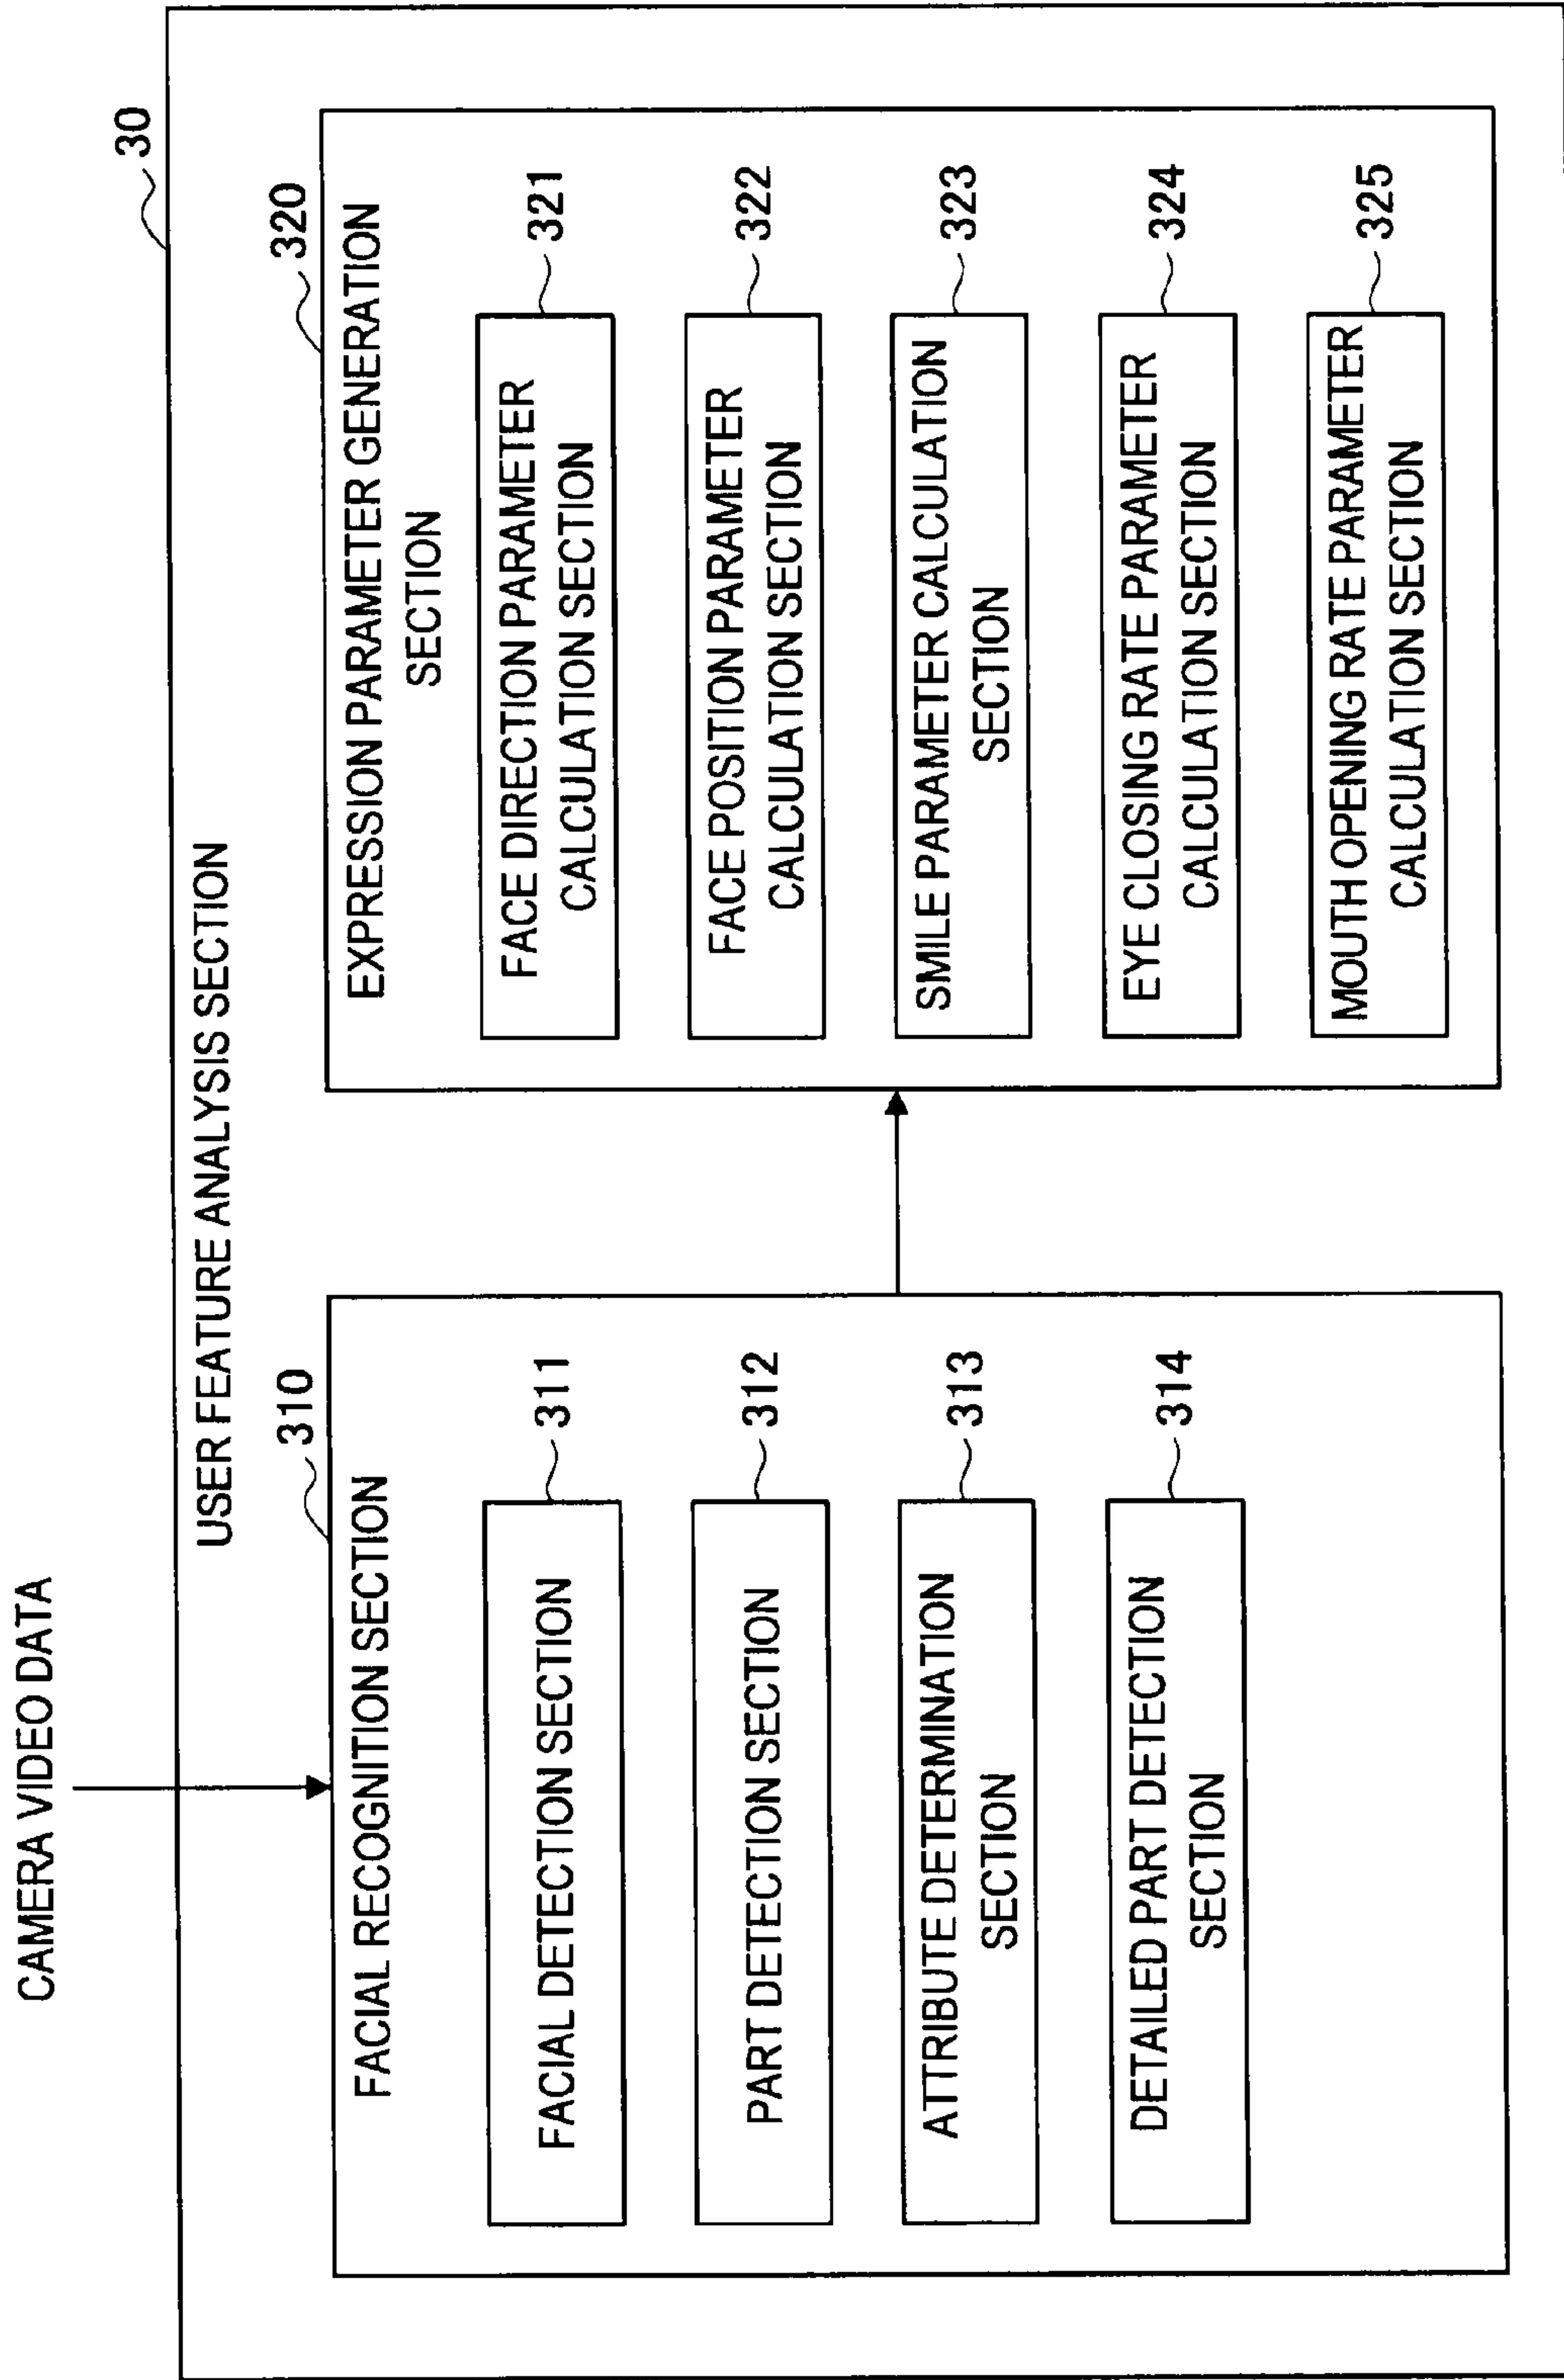 CAMERA VIDEO DATA
30
USER FEATURE ANALYSIS SECTION
310
FACIAL RECOGNITION SECTION
FACIAL DETECTION SECTION
311
PART DETECTION SECTION
312
ATTRIBUTE DETERMINATION
SECTION
313
DETAILED PART DETECTION
SECTION
314
320
EXPRESSION PARAMETER GENERATION
SECTION
FACE DIRECTION PARAMETER
CALCULATION SECTION
321
FACE POSITION PARAMETER
CALCULATION SECTION
322
SMILE PARAMETER CALCULATION
SECTION
323
EYE CLOSING RATE PARAMETER
CALCULATION SECTION
324
MOUTH OPENING RATE PARAMETER
CALCULATION SECTION
325